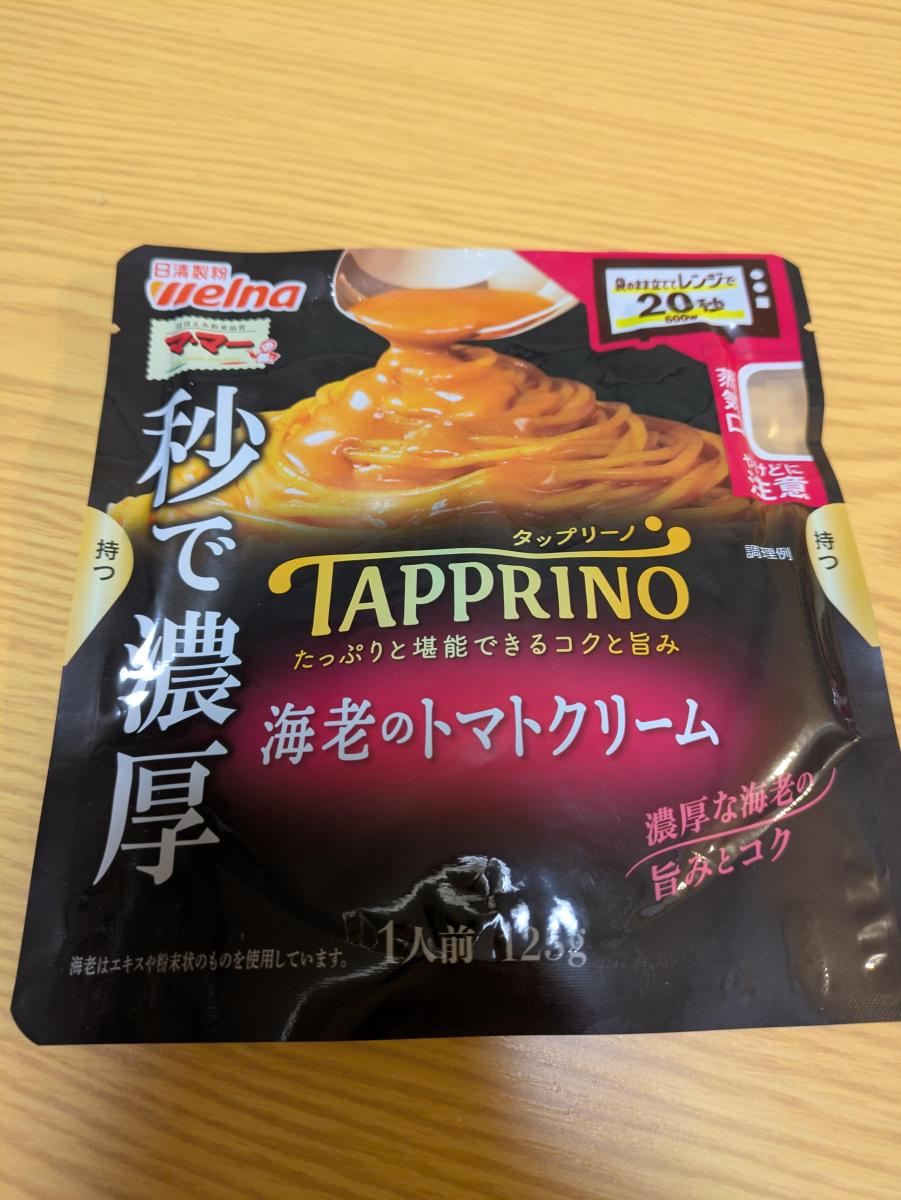 日清製粉
Welna
マ・マー
袋のまま立ててレンジで
20秒
600W
蒸気口
やけどに
注意
秒で濃厚
持つ
持つ
調理例
タップリーノ
TAPPRINO
たっぷりと堪能できるコクと旨み
海老のトマトクリーム
濃厚な海老の
旨みとコク
1人前
海老はエキスや粉末状のものを使用しています。